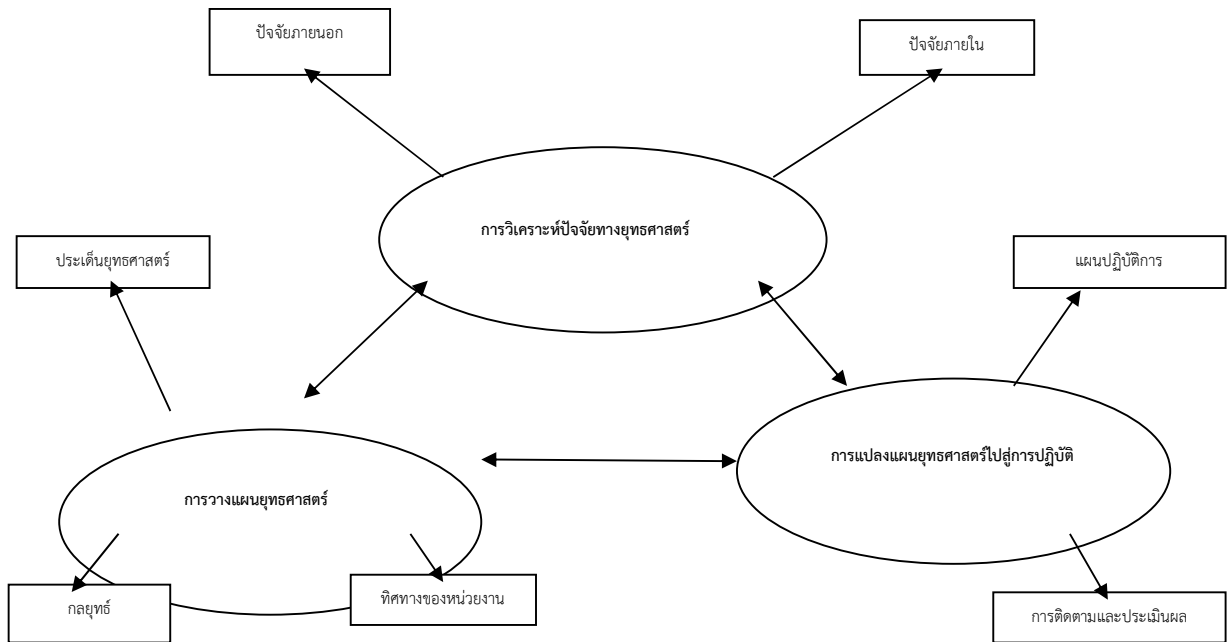 ปัจจัยภายนอก
ปัจจัยภายใน
การวิเคราะห์ปัจจัยทางยุทธศาสตร์
ประเด็นยุทธศาสตร์
แผนปฏิบัติการ
การแปลงแผนยุทธศาสตร์ไปสู่การปฏิบัติ
การวางแผนยุทธศาสตร์
กลยุทธ์
ทิศทางของหน่วยงาน
การติดตามและประเมินผล